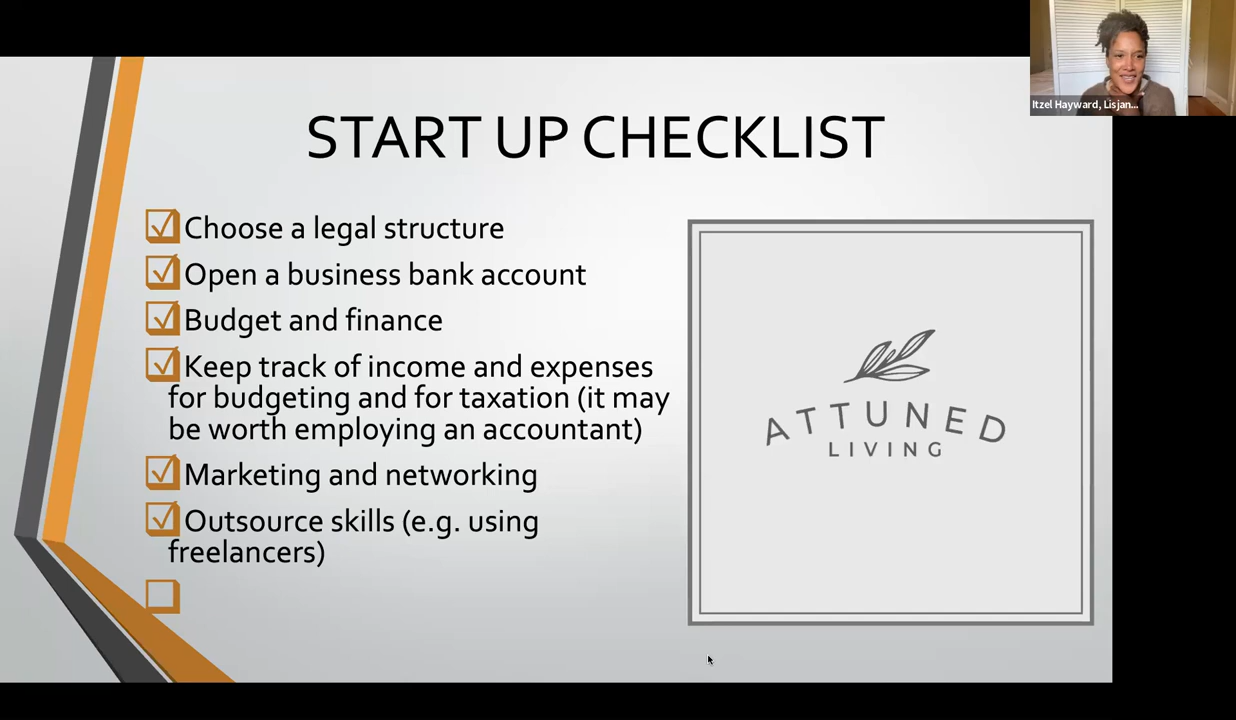 Itzel Hayward, Lisjan...
START UP CHECKLIST
Choose a legal structure
Open a business bank account
Budget and finance
Keep track of income and expenses
for budgeting and for taxation (it may
be worth employing an accountant)
Marketing and networking
Outsource skills (e.g. using
freelancers)
ATTUNED
LIVING